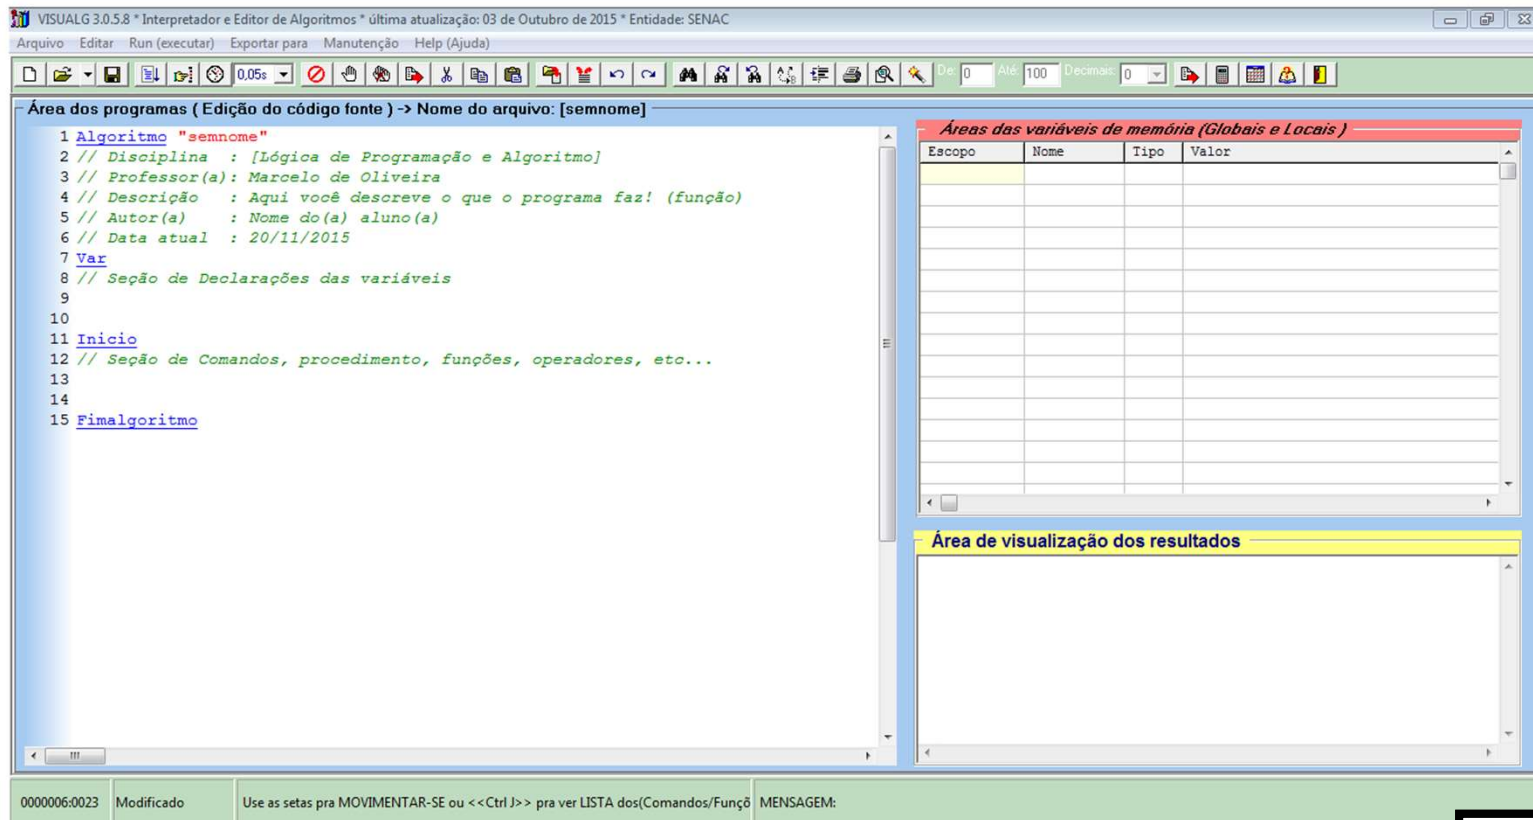 VISUALG 3.0.5.8 * Interpretador e Editor de Algoritmos * última atualização: 03 de Outubro de 2015 * Entidade: SENAC
Arquivo Editar Run (executar) Exportar para Manutenção Help (Ajuda)
0,05s De: 0 Até: 100 Decimais: 0
Área dos programas ( Edição do código fonte ) -> Nome do arquivo: [semnome]
1 Algoritmo "semnome"
2 // Disciplina : [Lógica de Programação e Algoritmo]
3 // Professor(a): Marcelo de Oliveira
4 // Descrição : Aqui você descreve o que o programa faz! (função)
5 // Autor(a) : Nome do(a) aluno(a)
6 // Data atual : 20/11/2015
7 Var
8 // Seção de Declarações das variáveis
9
10
11 Inicio
12 // Seção de Comandos, procedimento, funções, operadores, etc...
13
14
15 Fimalgoritmo
Áreas das variáveis de memória (Globais e Locais )
Escopo Nome Tipo Valor
Área de visualização dos resultados
0000006:0023 Modificado Use as setas pra MOVIMENTAR-SE ou <<Ctrl J>> pra ver LISTA dos(Comandos/Funçõ MENSAGEM: